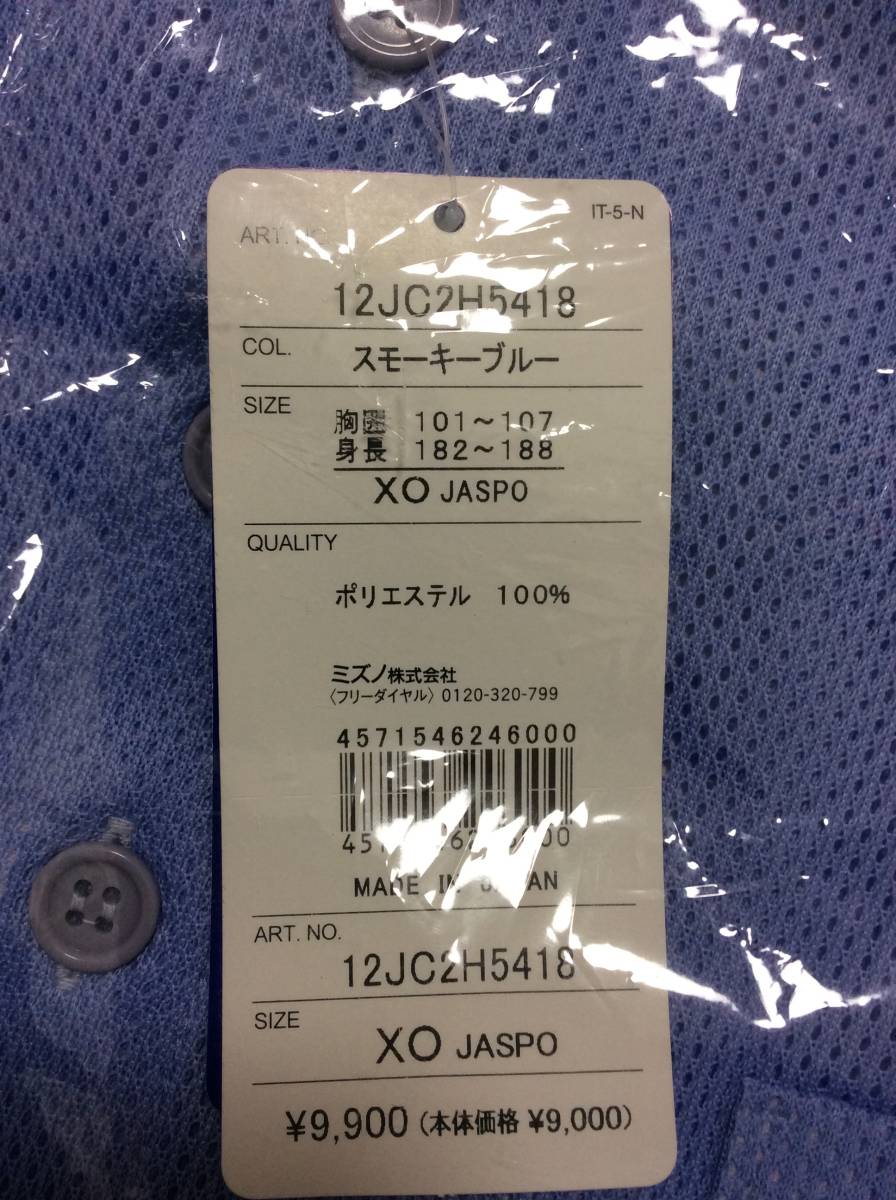 IT-5-N
ART. NO.
12JC2H5418
COL.
スモーキーブルー
SIZE
胸囲 101～107
身長 182～188
XO JASPO
QUALITY
ポリエステル 100%
ミズノ株式会社
〈フリーダイヤル〉 0120-320-799
4571546246000
MADE IN JAPAN
ART. NO.
12JC2H5418
SIZE
XO JASPO
¥9,900 (本体価格 ¥9,000)